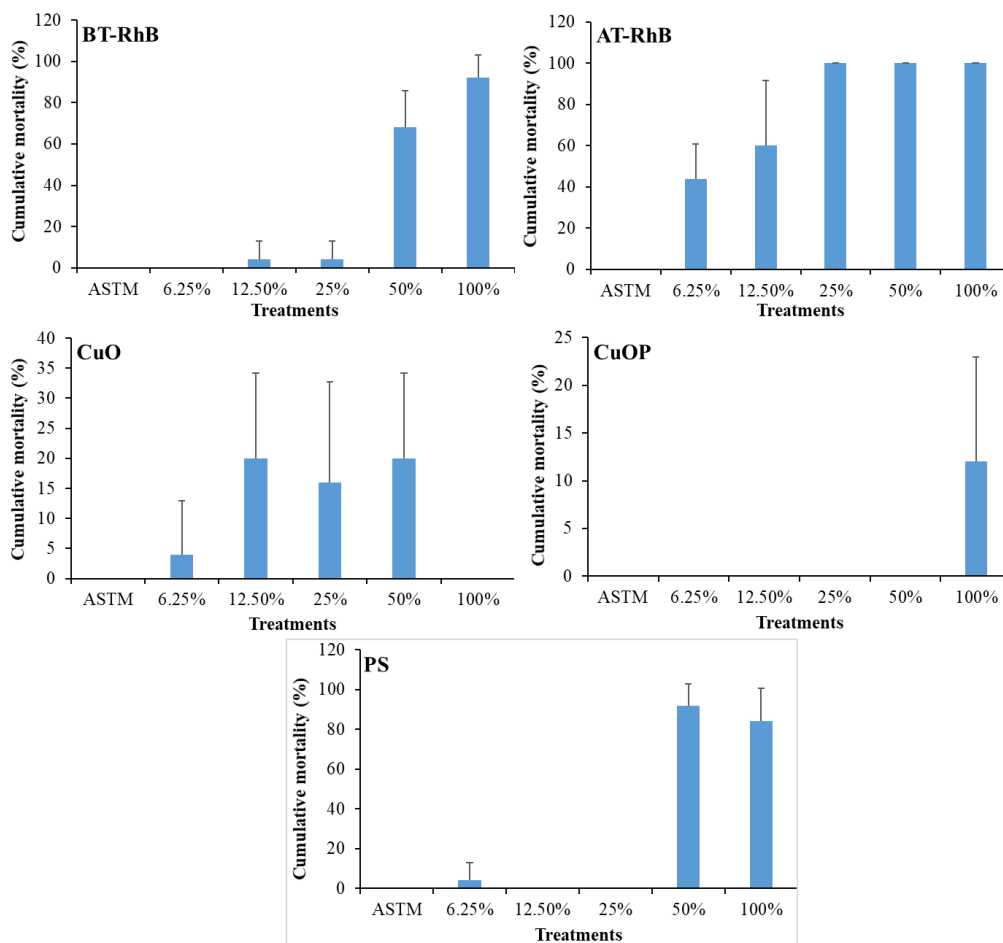 BT-RhB
Cumulative mortality (%)
120
100
80
60
40
20
0
ASTM 6.25% 12.50% 25% 50% 100%
Treatments
AT-RhB
Cumulative mortality (%)
120
100
80
60
40
20
0
ASTM 6.25% 12.50% 25% 50% 100%
Treatments
CuO
Cumulative mortality (%)
40
35
30
25
20
15
10
5
0
ASTM 6.25% 12.50% 25% 50% 100%
Treatments
CuOP
Cumulative mortality (%)
25
20
15
10
5
0
ASTM 6.25% 12.50% 25% 50% 100%
Treatments
PS
Cumulative mortality (%)
120
100
80
60
40
20
0
ASTM 6.25% 12.50% 25% 50% 100%
Treatments